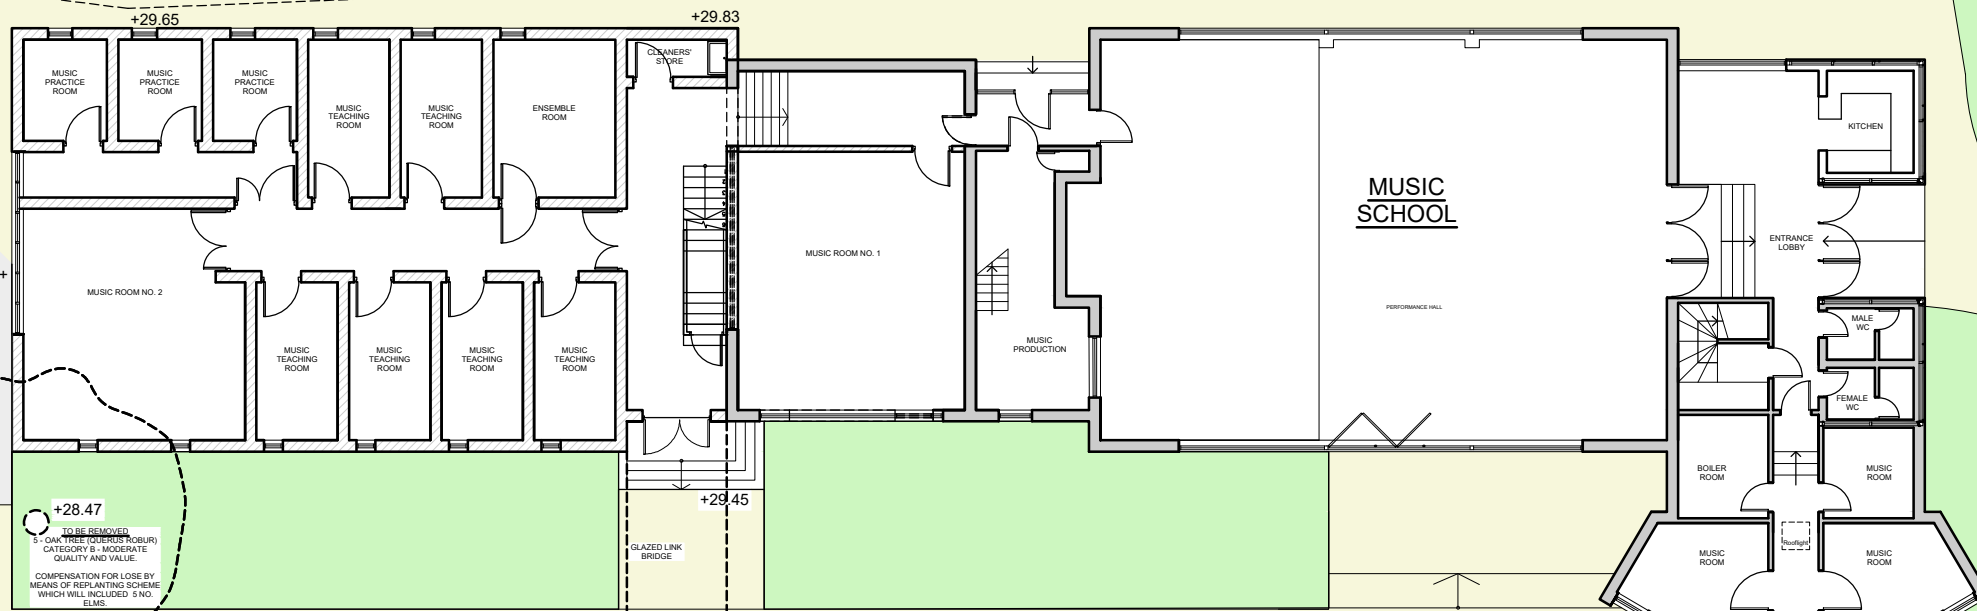 +29.65
+29.83
MUSIC
PRACTICE
ROOM
MUSIC
PRACTICE
ROOM
MUSIC
PRACTICE
ROOM
MUSIC
TEACHING
ROOM
MUSIC
TEACHING
ROOM
ENSEMBLE
ROOM
CLEANERS'
STORE
KITCHEN
MUSIC
SCHOOL
ENTRANCE
LOBBY
MUSIC ROOM NO. 1
MUSIC ROOM NO. 2
PERFORMANCE HALL
MUSIC
TEACHING
ROOM
MUSIC
TEACHING
ROOM
MUSIC
TEACHING
ROOM
MUSIC
TEACHING
ROOM
MUSIC
PRODUCTION
MALE
WC
FEMALE
WC
BOILER
ROOM
MUSIC
ROOM
+29.45
+28.47
TO BE REMOVED
5 - OAK TREE (QUERUS ROBUR)
CATEGORY B - MODERATE
QUALITY AND VALUE.
COMPENSATION FOR LOSE BY
MEANS OF REPLANTING SCHEME
WHICH WILL INCLUDED 5 NO.
ELMS.
GLAZED LINK
BRIDGE
Rooflight
MUSIC
ROOM
MUSIC
ROOM